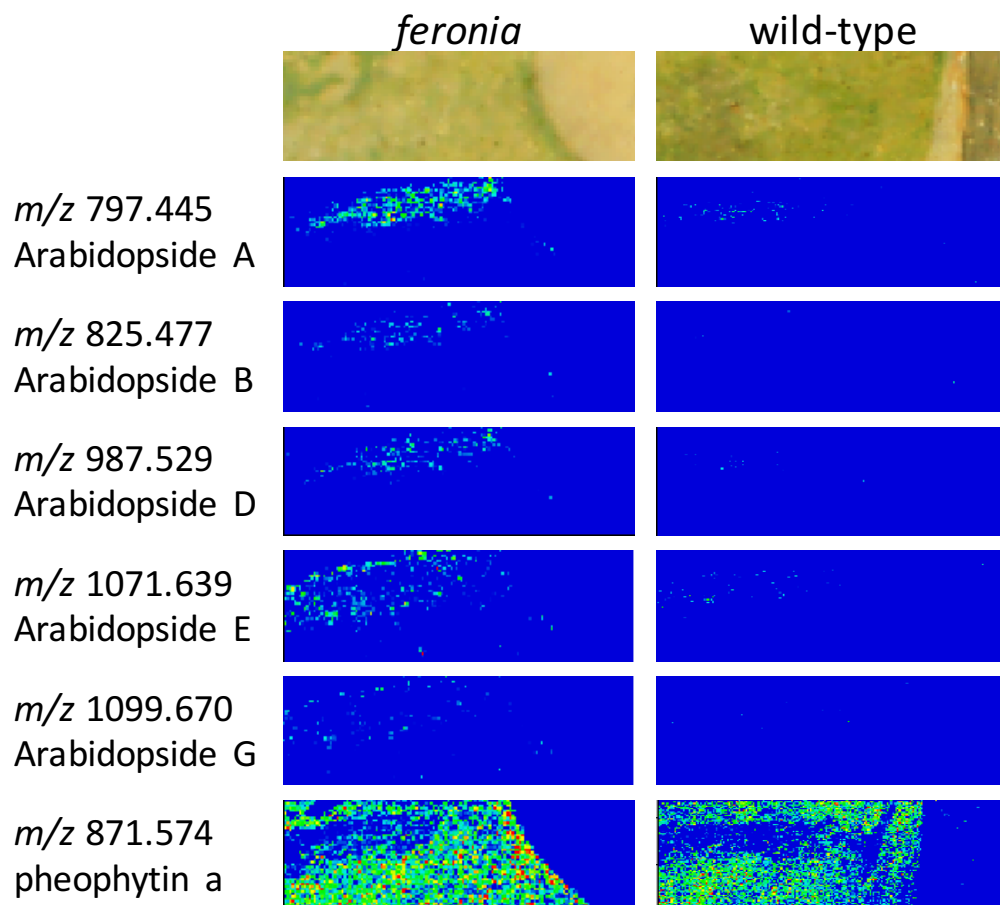 feronia
wild-type
m/z 797.445
Arabidopside A
m/z 825.477
Arabidopside B
m/z 987.529
Arabidopside D
m/z 1071.639
Arabidopside E
m/z 1099.670
Arabidopside G
m/z 871.574
pheophytin a